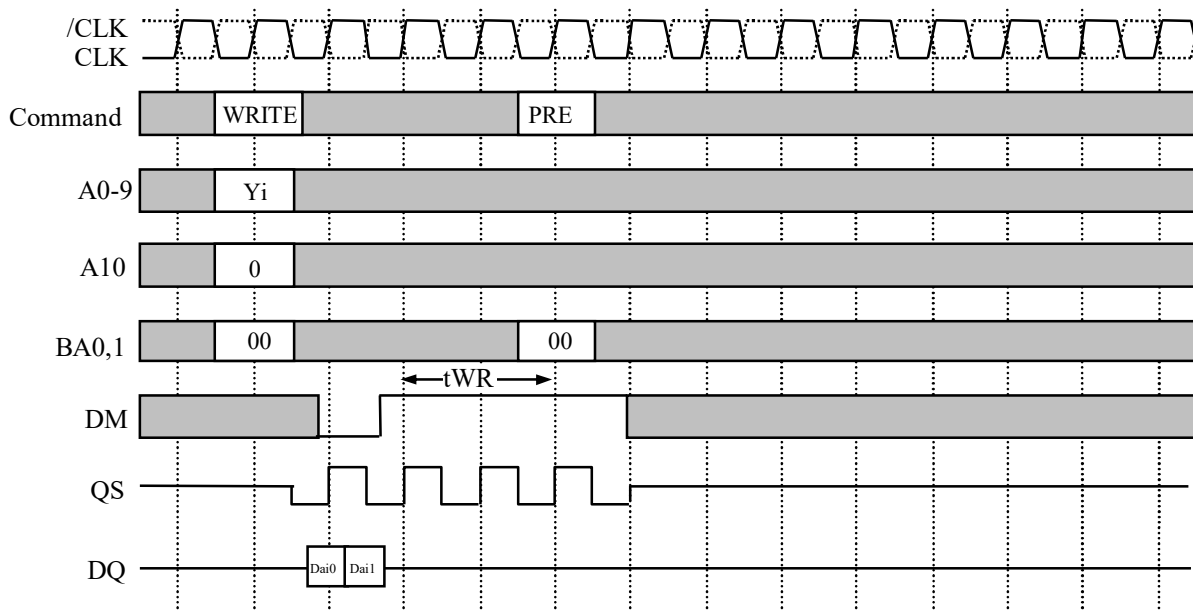 /CLK
CLK
Command WRITE PRE
A0-9 Yi
A10 0
BA0,1 00 00
tWR
DM
QS
DQ Dai0 Dai1